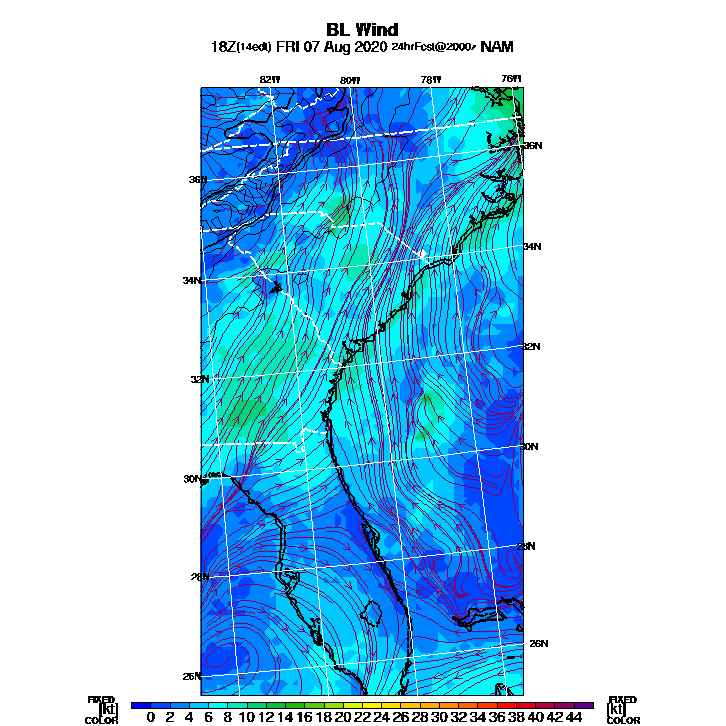 BL Wind
18Z(14edt) FRI 07 Aug 2020 24hrFcst@2000z NAM
82W 80W 78W 76W
36N
36N
34N
34N
32N
32N
30N
30N
28N
28N
26N
26N
FIXED FIXED
[kt] 0 2 4 6 8 10 12 14 16 18 20 22 24 26 28 30 32 34 36 38 40 42 44 [kt]
COLOR COLOR